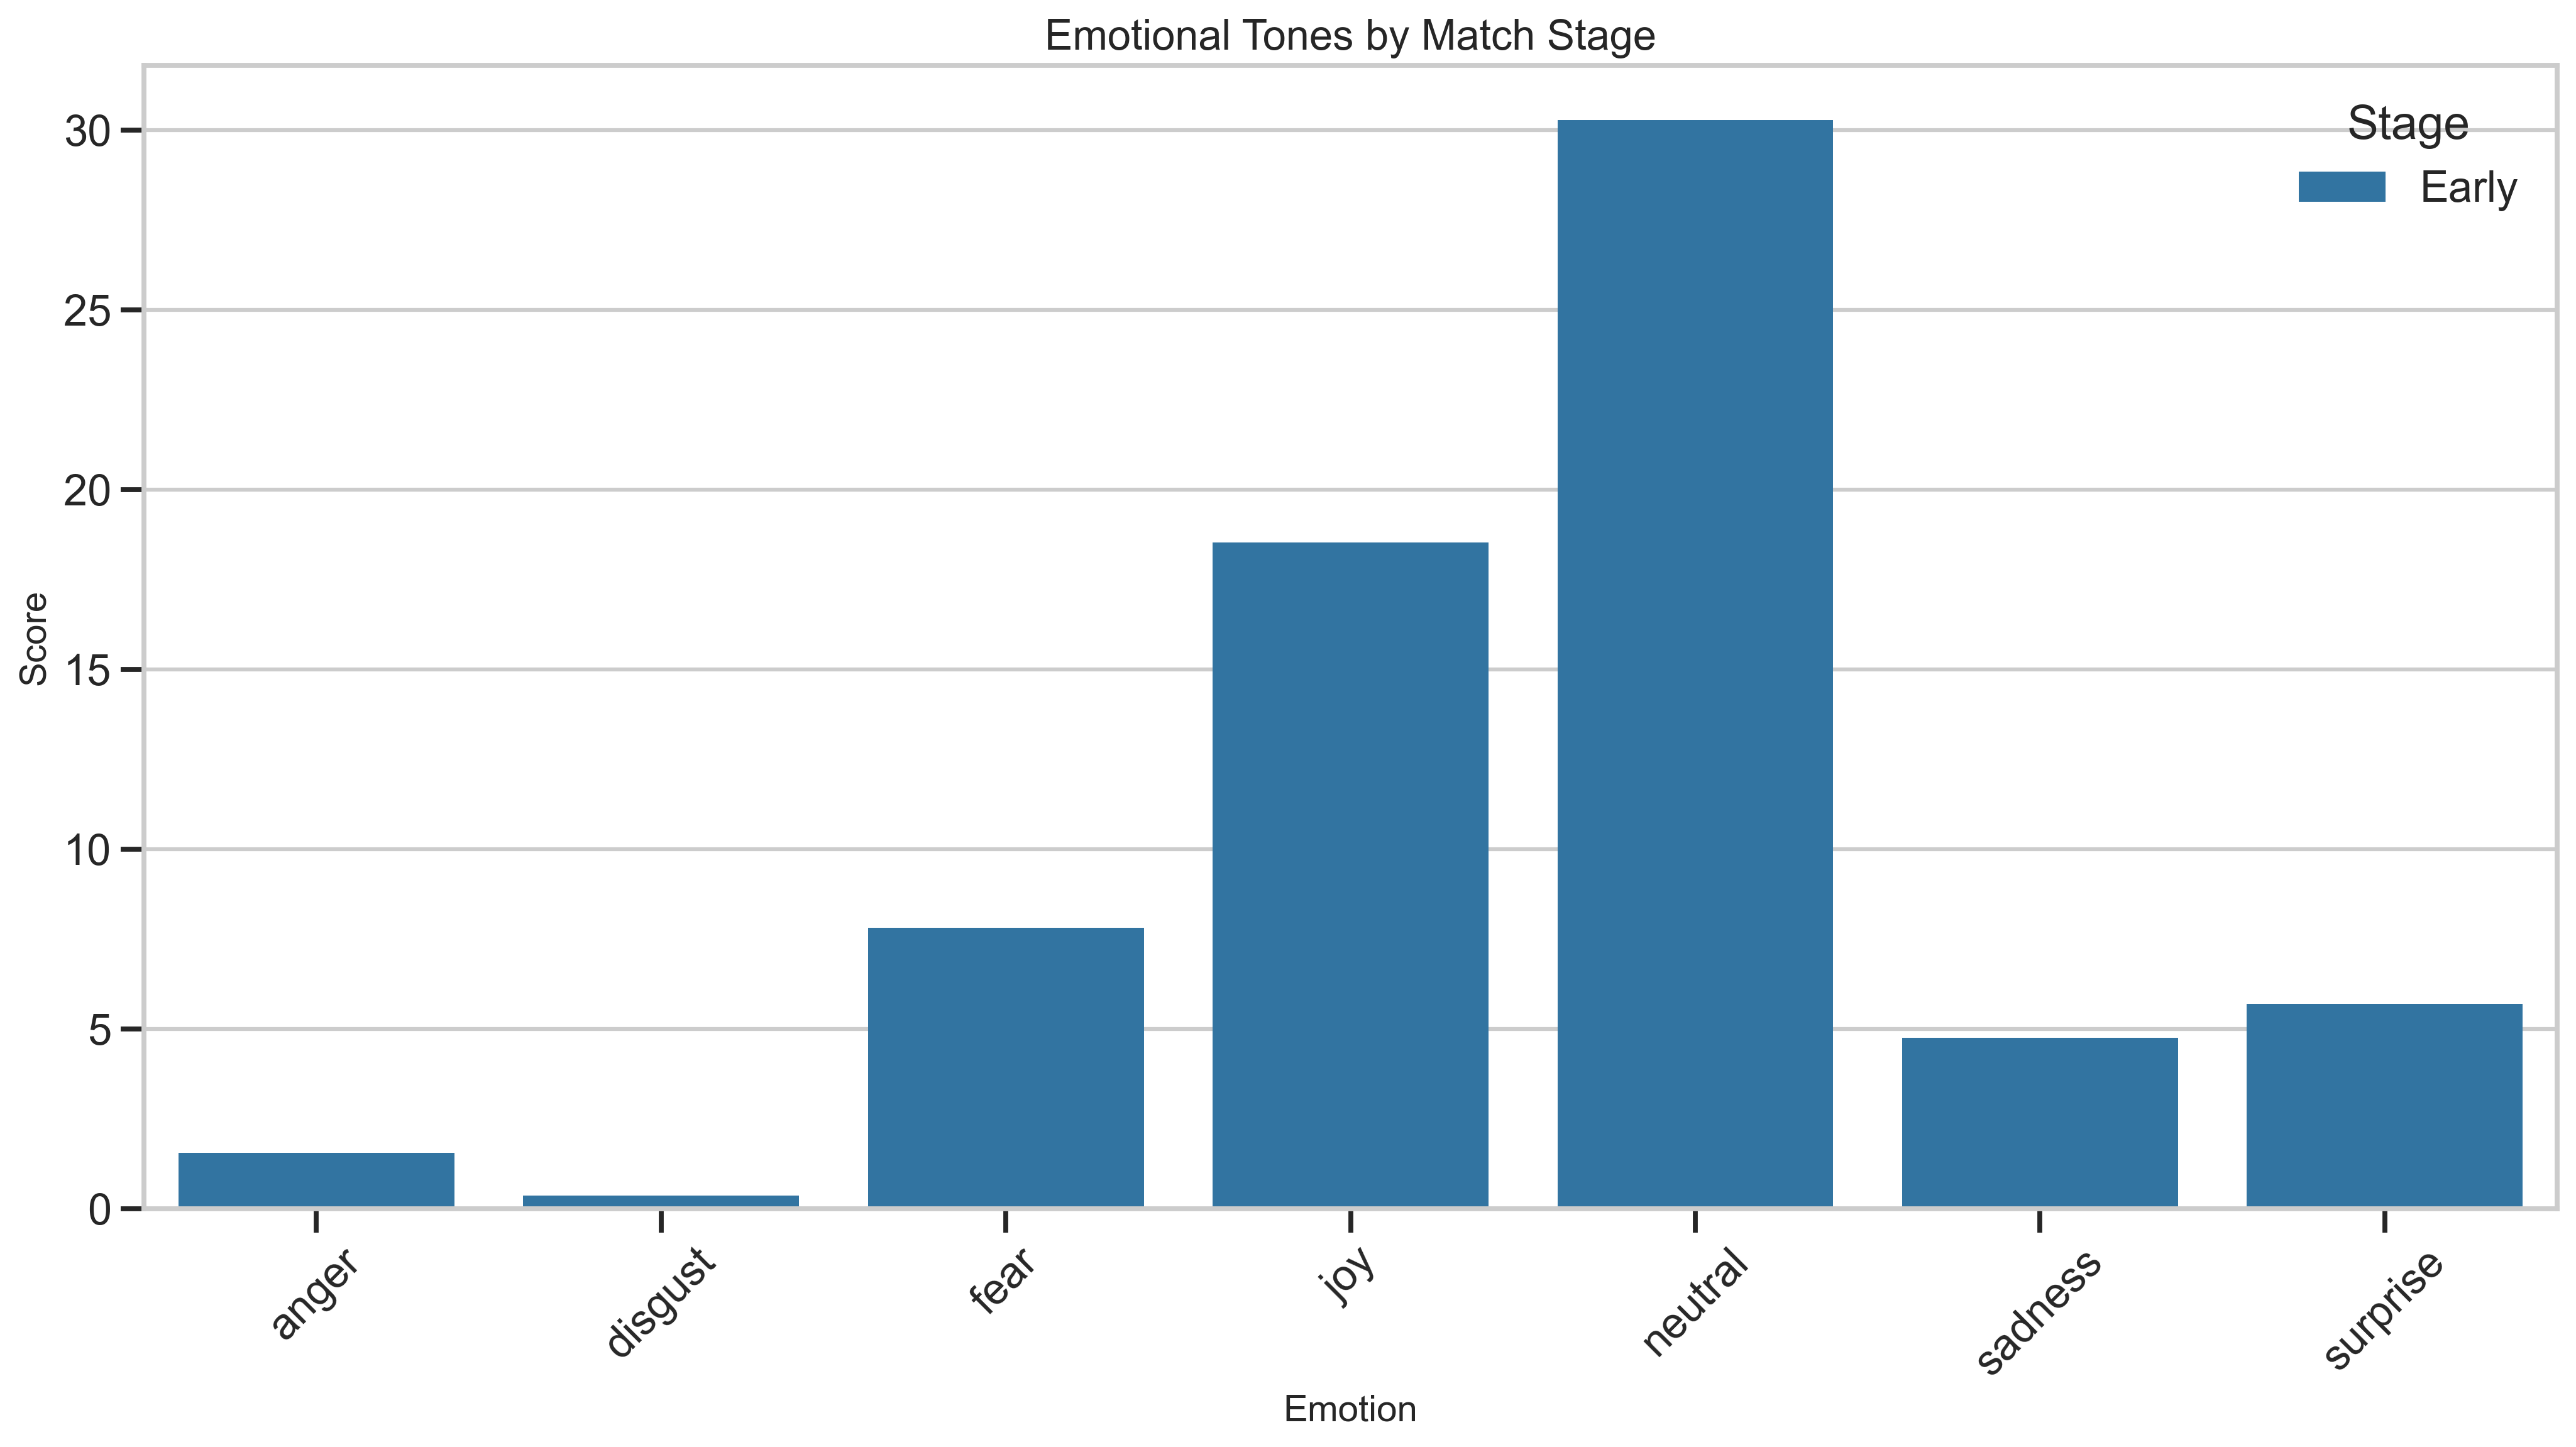 Emotional Tones by Match Stage
Stage
Early
30
25
20
15
10
5
0
Score
anger
disgust
fear
joy
neutral
sadness
surprise
Emotion